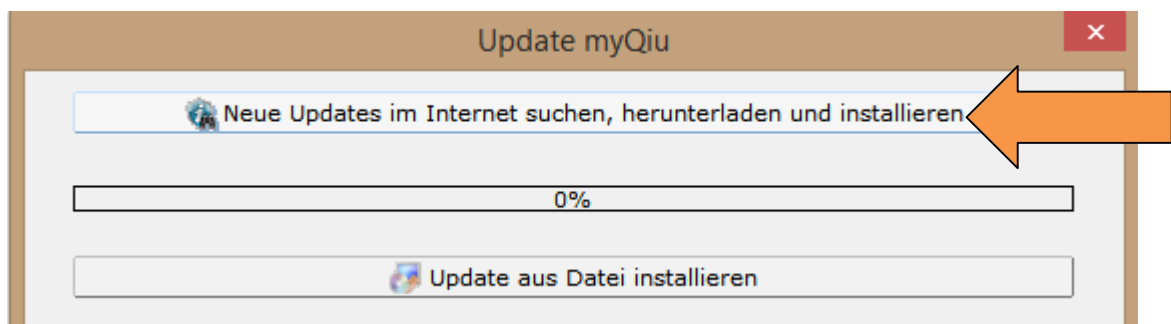 Update myQiu
Neue Updates im Internet suchen, herunterladen und installieren
0%
Update aus Datei installieren